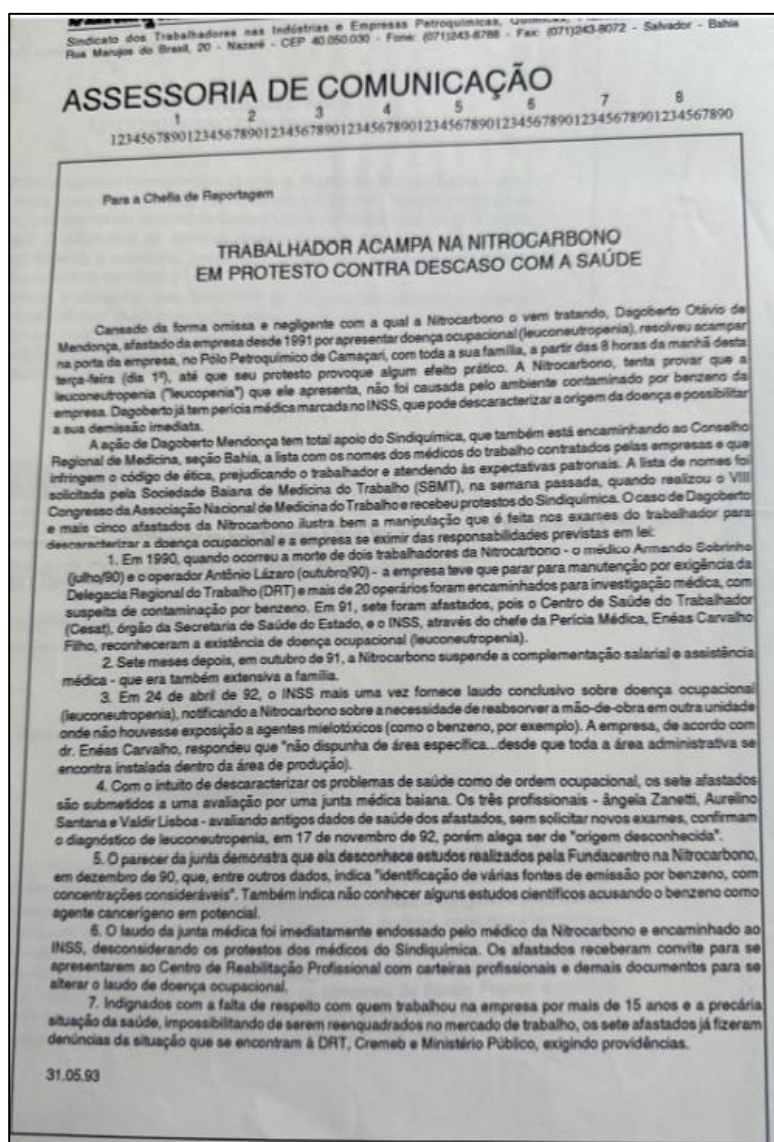 Sindicato dos Trabalhadores nas Indústrias e Empresas Petroquímicas,
Rua Marujos do Brasil, 20 - Nazaré - CEP 40.050.030 - Fone: (071)243-8788 - Fax: (071)243-8072 - Salvador - Bahia
ASSESSORIA DE COMUNICAÇÃO
1 2 3 4 5 6 7 8
12345678901234567890123456789012345678901234567890123456789012345678901234567890
Para a Chefia de Reportagem
TRABALHADOR ACAMPA NA NITROCARBONO
EM PROTESTO CONTRA DESCASO COM A SAÚDE
Cansado da forma omissa e negligente com a qual a Nitrocarbono o vem tratando, Dagoberto Otávio de
Mendonça, afastado da empresa desde 1991 por apresentar doença ocupacional (leuconeutropenia), resolveu acampar
na porta da empresa, no Pólo Petroquímico de Camaçari, com toda a sua família, a partir das 8 horas da manhã desta
terça-feira (dia 1º), até que seu protesto provoque algum efeito prático. A Nitrocarbono, tenta provar que a
leuconeutropenia ("leucopenia") que ele apresenta, não foi causada pelo ambiente contaminado por benzeno da
empresa. Dagoberto já tem perícia médica marcada no INSS, que pode descaracterizar a origem da doença e possibilitar
a sua demissão imediata.
A ação de Dagoberto Mendonça tem total apoio do Sindiquímica, que também está encaminhando ao Conselho
Regional de Medicina, seção Bahia, a lista com os nomes dos médicos do trabalho contratados pelas empresas e que
infringem o código de ética, prejudicando o trabalhador e atendendo às expectativas patronais. A lista de nomes foi
solicitada pela Sociedade Baiana de Medicina do Trabalho (SBMT), na semana passada, quando realizou o VIII
Congresso da Associação Nacional de Medicina do Trabalho e recebeu protestos do Sindiquímica. O caso de Dagoberto
e mais cinco afastados da Nitrocarbono ilustra bem a manipulação que é feita nos exames do trabalhador para
descaracterizar a doença ocupacional e a empresa se eximir das responsabilidades previstas em lei:
1. Em 1990, quando ocorreu a morte de dois trabalhadores da Nitrocarbono - o médico Armando Sobrinho
(julho/90) e o operador Antônio Lázaro (outubro/90) - a empresa teve que parar para manutenção por exigência da
Delegacia Regional do Trabalho (DRT) e mais de 20 operários foram encaminhados para investigação médica, com
suspeita de contaminação por benzeno. Em 91, sete foram afastados, pois o Centro de Saúde do Trabalhador
(Cesat), órgão da Secretaria de Saúde do Estado, e o INSS, através do chefe da Perícia Médica, Enéas Carvalho
Filho, reconheceram a existência de doença ocupacional (leuconeutropenia).
2. Sete meses depois, em outubro de 91, a Nitrocarbono suspende a complementação salarial e assistência
médica - que era também extensiva a família.
3. Em 24 de abril de 92, o INSS mais uma vez fornece laudo conclusivo sobre doença ocupacional
(leuconeutropenia), notificando a Nitrocarbono sobre a necessidade de reabsorver a mão-de-obra em outra unidade
onde não houvesse exposição a agentes mielotóxicos (como o benzeno, por exemplo). A empresa, de acordo com
dr. Enéas Carvalho, respondeu que "não dispunha de área específica...desde que toda a área administrativa se
encontra instalada dentro da área de produção).
4. Com o intuito de descaracterizar os problemas de saúde como de ordem ocupacional, os sete afastados
são submetidos a uma avaliação por uma junta médica baiana. Os três profissionais - ângela Zanetti, Aurelino
Santana e Valdir Lisboa - avaliando antigos dados de saúde dos afastados, sem solicitar novos exames, confirmam
o diagnóstico de leuconeutropenia, em 17 de novembro de 92, porém alega ser de "origem desconhecida".
5. O parecer da junta demonstra que ela desconhece estudos realizados pela Fundacentro na Nitrocarbono,
em dezembro de 90, que, entre outros dados, indica "identificação de várias fontes de emissão por benzeno, com
concentrações consideráveis". Também indica não conhecer alguns estudos científicos acusando o benzeno como
agente cancerígeno em potencial.
6. O laudo da junta médica foi imediatamente endossado pelo médico da Nitrocarbono e encaminhado ao
INSS, desconsiderando os protestos dos médicos do Sindiquímica. Os afastados receberam convite para se
apresentarem ao Centro de Reabilitação Profissional com carteiras profissionais e demais documentos para se
alterar o laudo de doença ocupacional.
7. Indignados com a falta de respeito com quem trabalhou na empresa por mais de 15 anos e a precária
situação da saúde, impossibilitando de serem reenquadrados no mercado de trabalho, os sete afastados já fizeram
denúncias da situação que se encontram à DRT, Cremeb e Ministério Público, exigindo providências.
31.05.93